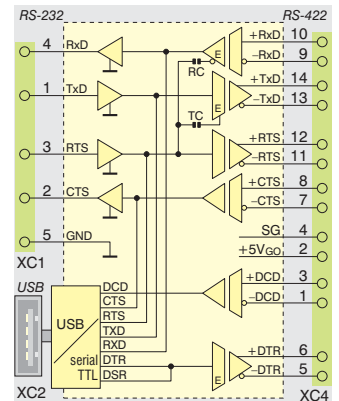 RS-232 RS-422
4 RxD E +RxD 10
RC –RxD 9
1 TxD E +TxD 14
TC –TxD 13
3 RTS +RTS 12
–RTS 11
2 CTS +CTS 8
–CTS 7
5 GND SG 4
XC1 +5VGO 2
USB DCD +DCD 3
CTS –DCD 1
RTS
USB TXD
RXD
serial DTR +DTR 6
TTL DSR E –DTR 5
XC2 XC4